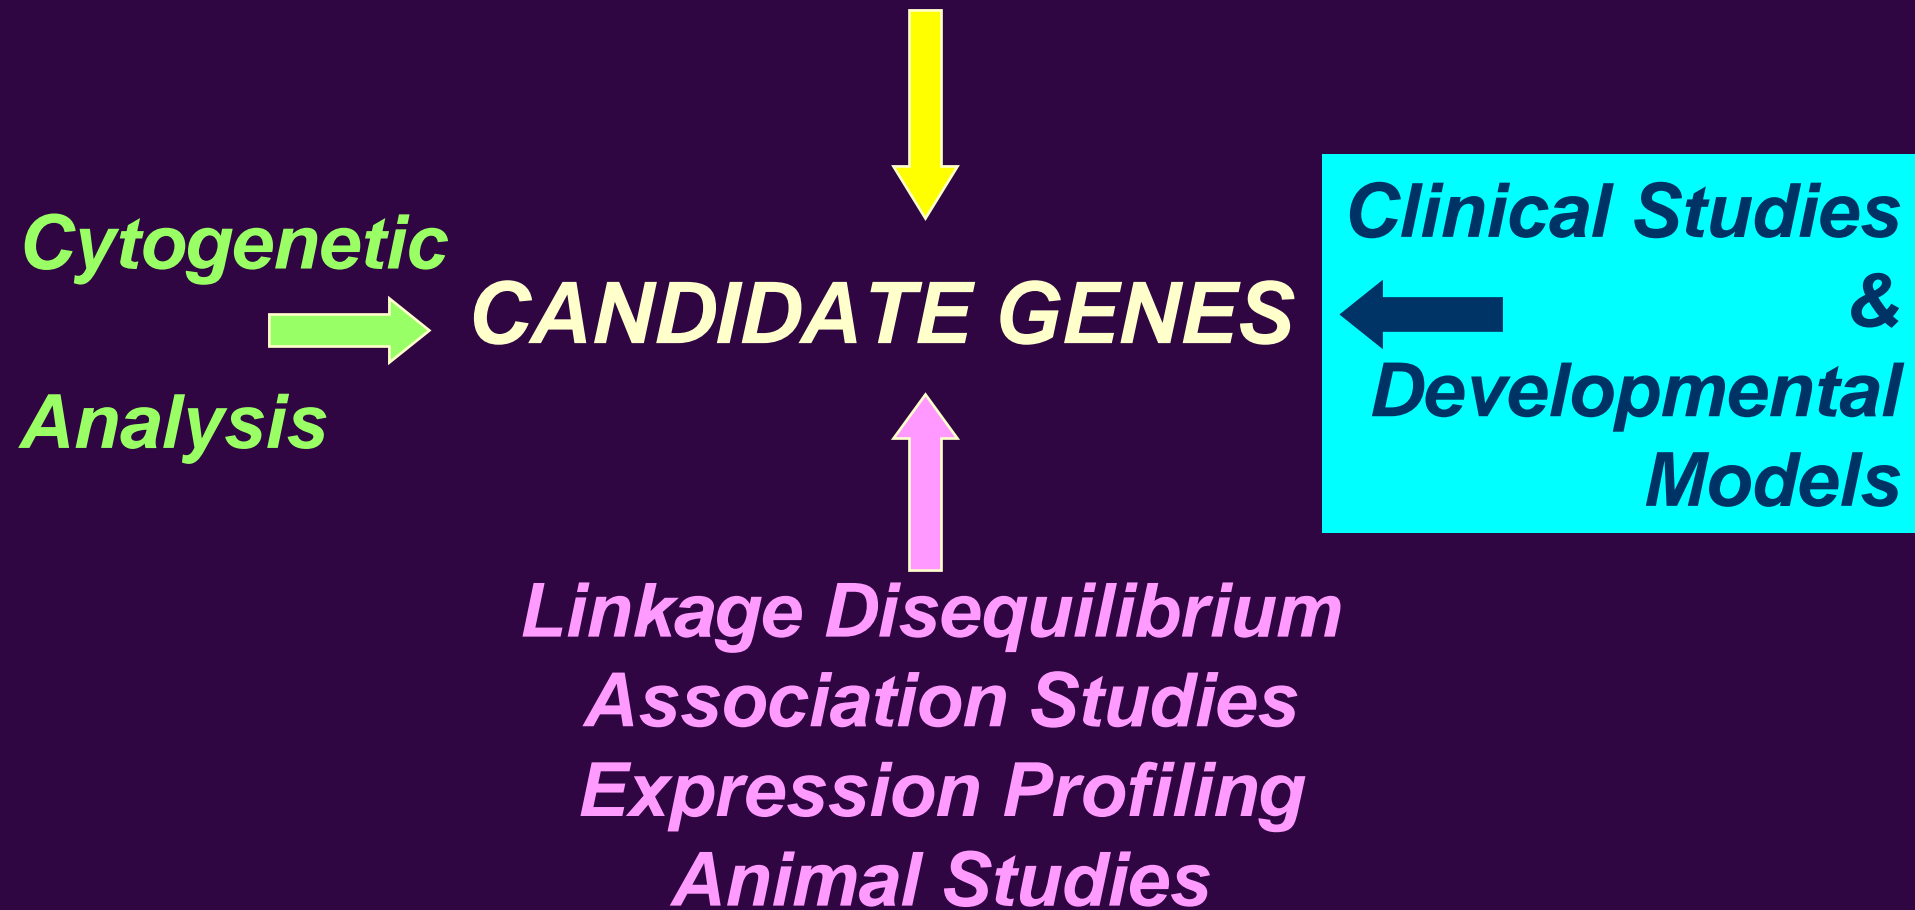 Cytogenetic
Analysis
CANDIDATE GENES
Clinical Studies
&
Developmental
Models
Linkage Disequilibrium
Association Studies
Expression Profiling
Animal Studies